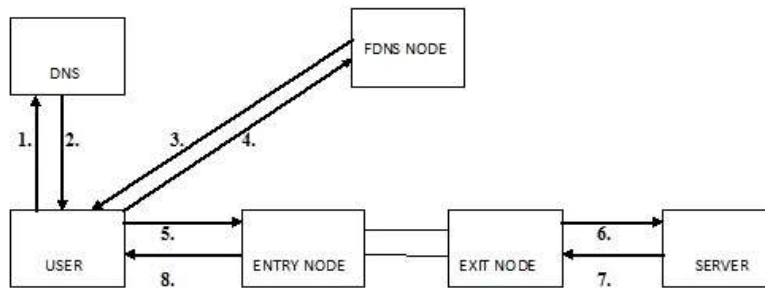 DNS
FDNS NODE
1.
2.
3.
4.
5.
6.
USER
ENTRY NODE
EXIT NODE
SERVER
8.
7.